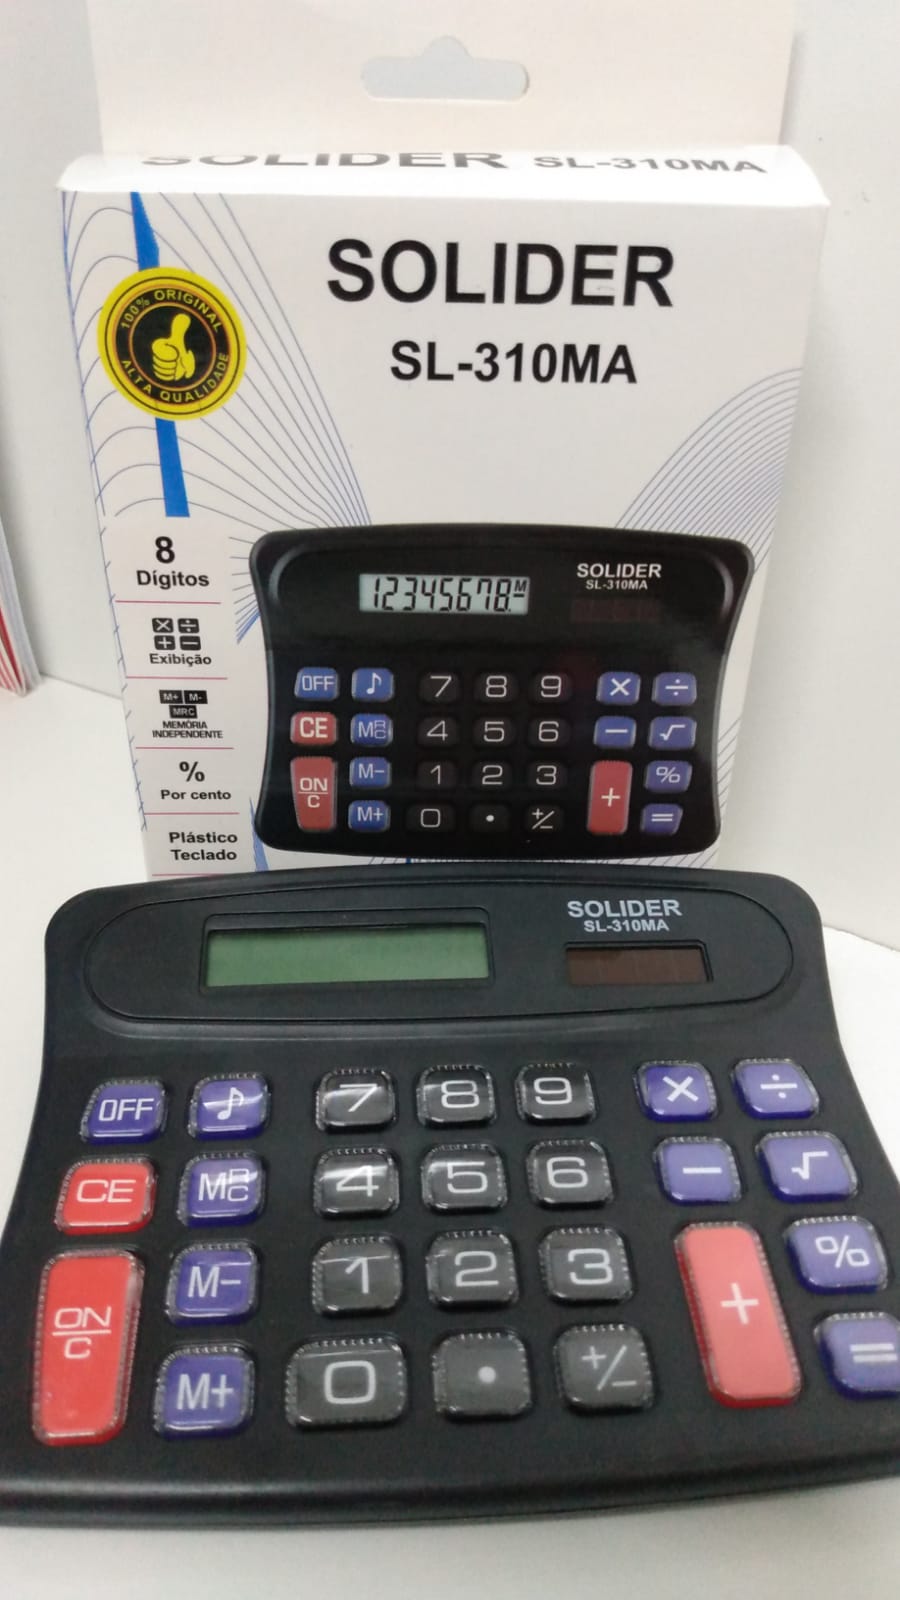 SOLIDER SL-310MA
SOLIDER
SL-310MA
100% ORIGINAL
ALTA QUALIDADE
8
Dígitos
× ÷
+ −
Exibição
M+ M-
MRC
MEMÓRIA
INDEPENDENTE
%
Por cento
Plástico
Teclado
12345678. M
SOLIDER
SL-310MA
OFF ♪ 7 8 9 × ÷
CE MRC 4 5 6 − √
ON/C M− 1 2 3 + %
M+ 0 . +/− =
SOLIDER
SL-310MA
OFF ♪ 7 8 9 × ÷
CE MRC 4 5 6 − √
ON/C M− 1 2 3 + %
M+ 0 . +/− =